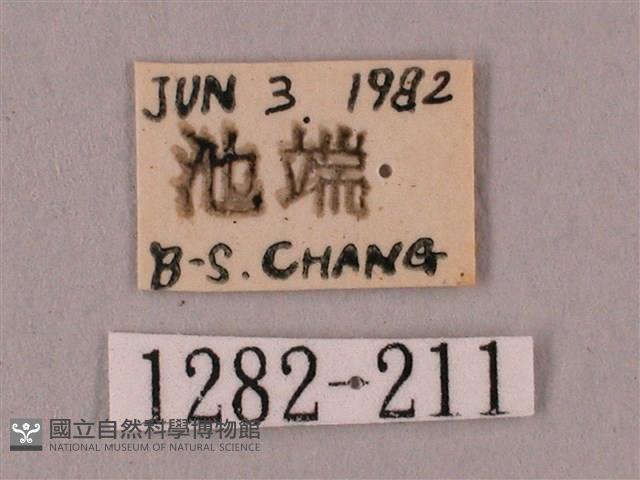 JUN 3. 1982
池端
B-S. CHANG
1282-211
國立自然科學博物館
NATIONAL MUSEUM OF NATURAL SCIENCE